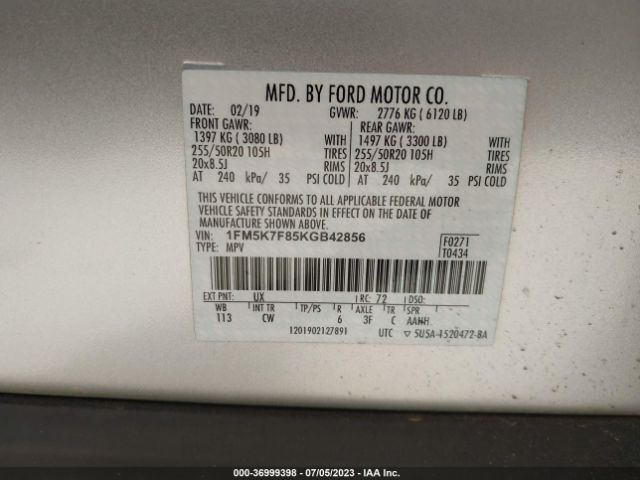 MFD. BY FORD MOTOR CO.
DATE: 02/19 GVWR: 2776 KG ( 6120 LB)
FRONT GAWR: REAR GAWR:
1397 KG ( 3080 LB) WITH 1497 KG ( 3300 LB) WITH
255/50R20 105H TIRES 255/50R20 105H TIRES
20x8.5J RIMS 20x8.5J RIMS
AT 240 kPa/ 35 PSI COLD AT 240 kPa/ 35 PSI COLD
THIS VEHICLE CONFORMS TO ALL APPLICABLE FEDERAL MOTOR
VEHICLE SAFETY STANDARDS IN EFFECT ON THE DATE OF
MANUFACTURE SHOWN ABOVE.
VIN: 1FM5K7F85KGB42856 F0271
TYPE: MPV T0434
EXT PNT: UX RC: 72 DSO:
WB INT TR TP/PS R AXLE TR SPR
113 CW 6 3F C AANH..
1201902127891 UTC ▽ 5U5A-1520472-BA
000-36999398 - 07/05/2023 - IAA Inc.